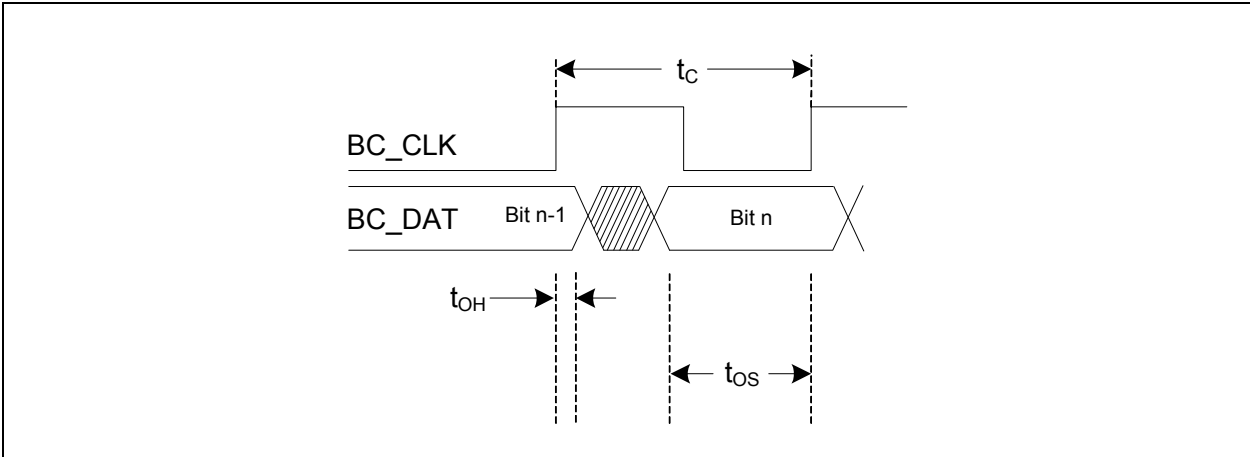 tC
BC_CLK
BC_DAT
Bit n-1
Bit n
tOH
tOS